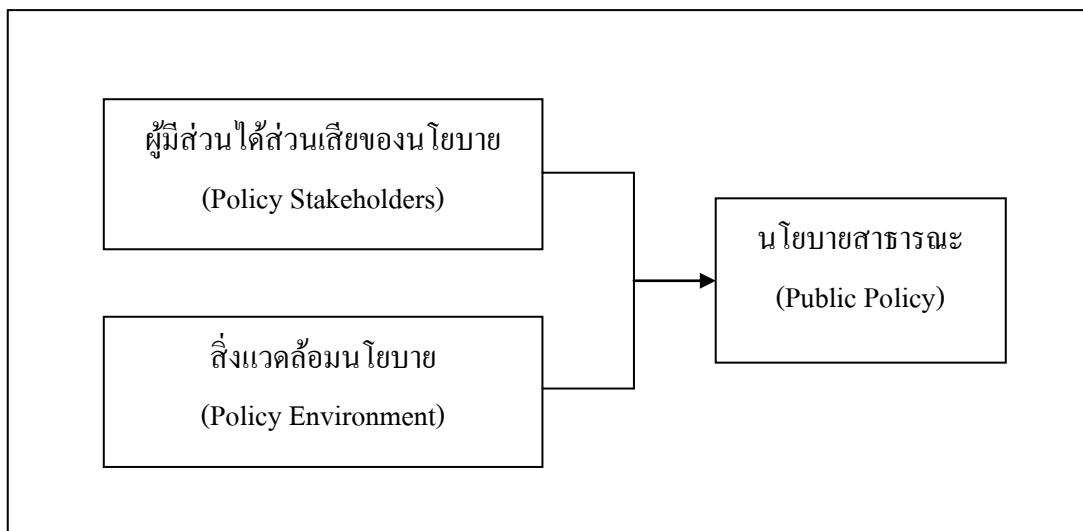 ผู้มีส่วนได้ส่วนเสียของนโยบาย
(Policy Stakeholders)
นโยบายสาธารณะ
(Public Policy)
สิ่งแวดล้อมนโยบาย
(Policy Environment)